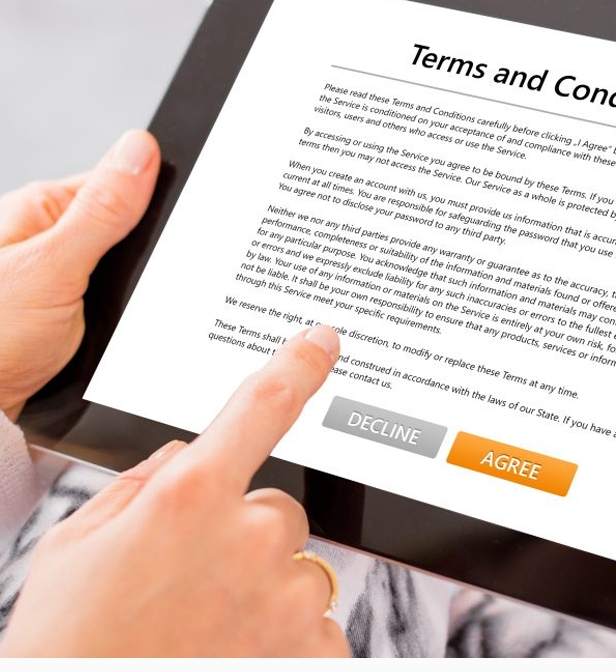 Terms and Cond
Please read these Terms and Conditions carefully before clicking „I Agree"
the Service is conditioned on your acceptance of and compliance with these
visitors, users and others who access or use the Service.
By accessing or using the Service you agree to be bound by these Terms. If you
terms then you may not access the Service. Our Service as a whole is protected
When you create an account with us, you must provide us information that is accur
current at all times. You are responsible for safeguarding the password that you use
You agree not to disclose your password to any third party.
Neither we nor any third parties provide any warranty or guarantee as to the accuracy,
performance, completeness or suitability of the information and materials found or offere
for any particular purpose. You acknowledge that such information and materials may con
or errors and we expressly exclude liability for any such inaccuracies or errors to the fullest
by law. Your use of any information or materials on the Service is entirely at your own risk, fo
not be liable. It shall be your own responsibility to ensure that any products, services or inform
through this Service meet your specific requirements.
We reserve the right, at our sole discretion, to modify or replace these Terms at any time.
These Terms shall nd construed in accordance with the laws of our State. If you have
questions about ease contact us.
DECLINE
AGREE